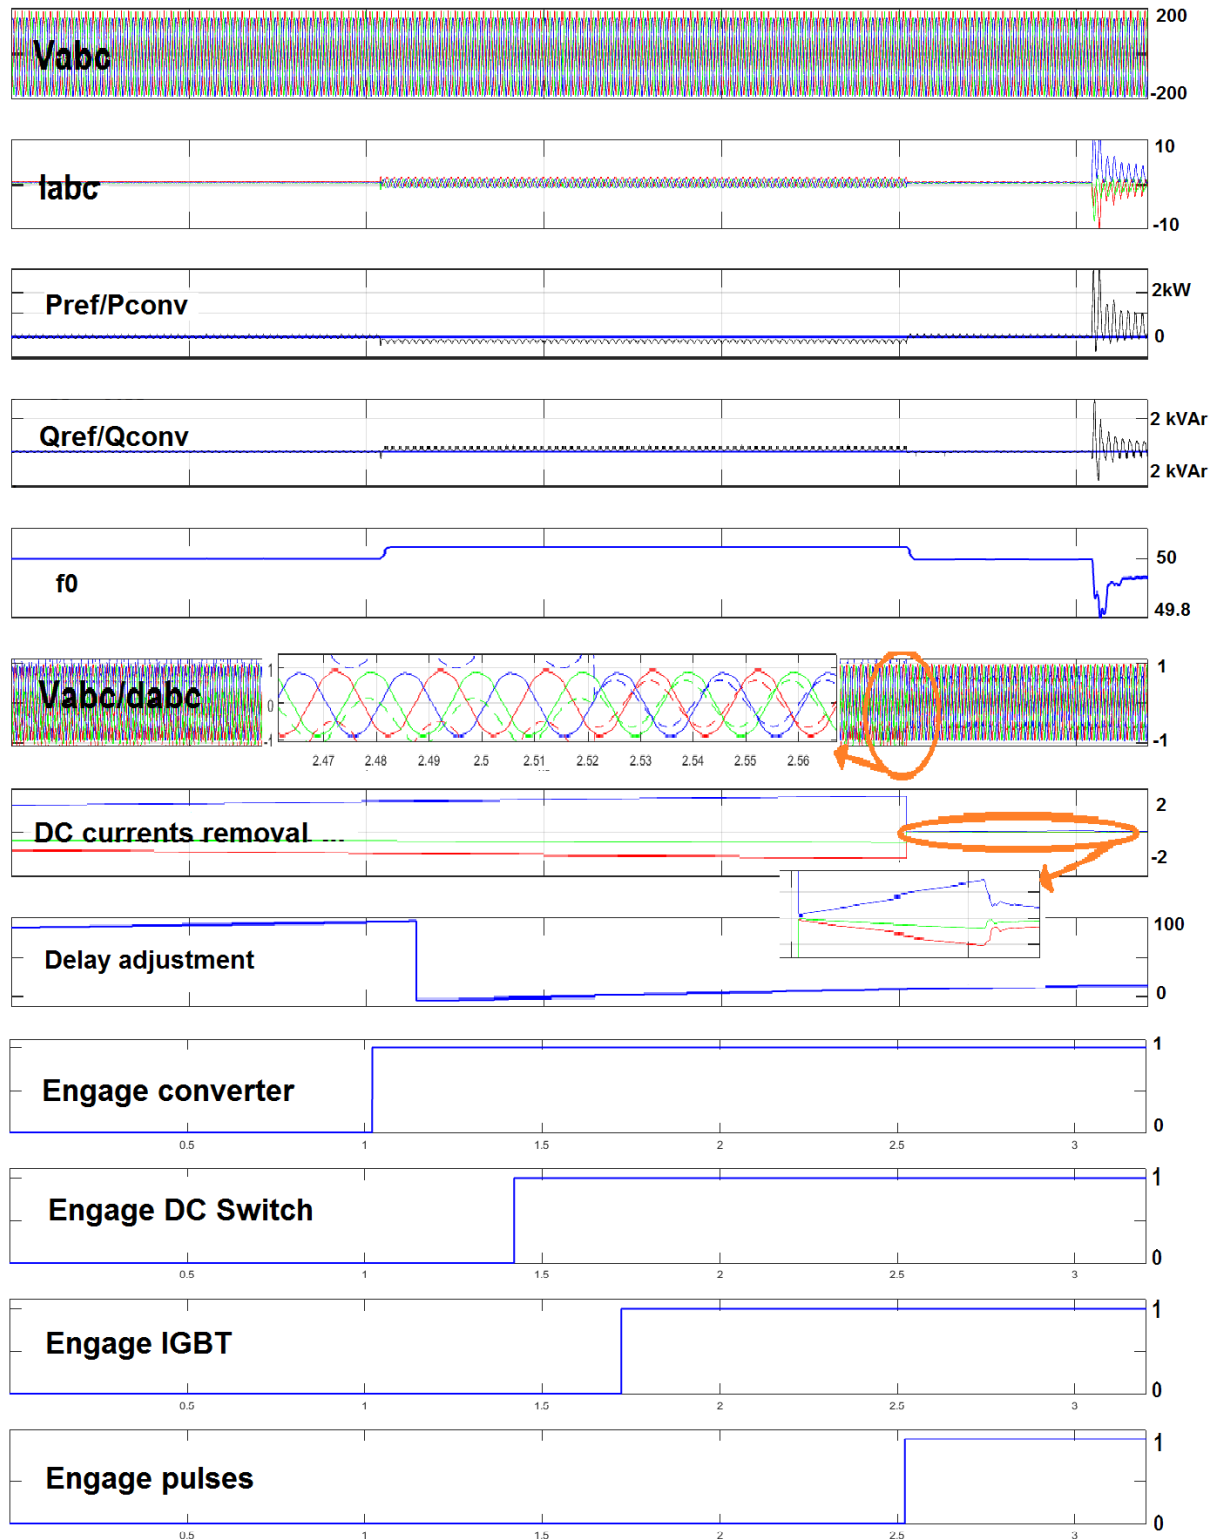 200
Vabc
-200
10
Iabc
-10
Pref/Pconv
2kW
0
Qref/Qconv
2 kVAr
2 kVAr
50
f0
49.8
Vabc/dabc
1
0
-1
1
-1
2.47 2.48 2.49 2.5 2.51 2.52 2.53 2.54 2.55 2.56
2
DC currents removal ...
-2
100
Delay adjustment
0
1
Engage converter
0
0.5 1 1.5 2 2.5 3
1
Engage DC Switch
0
0.5 1 1.5 2 2.5 3
1
Engage IGBT
0
0.5 1 1.5 2 2.5 3
1
Engage pulses
0
0.5 1 1.5 2 2.5 3